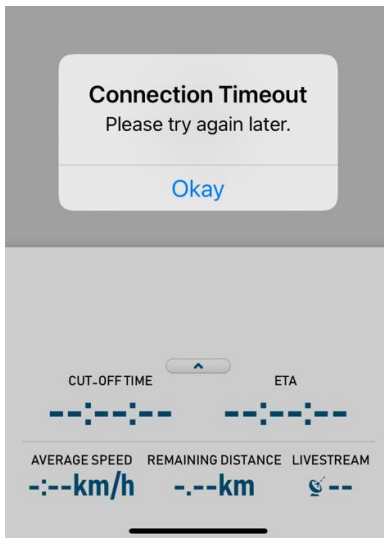 Connection Timeout
Please try again later.
Okay
CUT-OFF TIME ETA
--:--:-- --:--:--
AVERAGE SPEED REMAINING DISTANCE LIVESTREAM
-:--km/h -.--km --